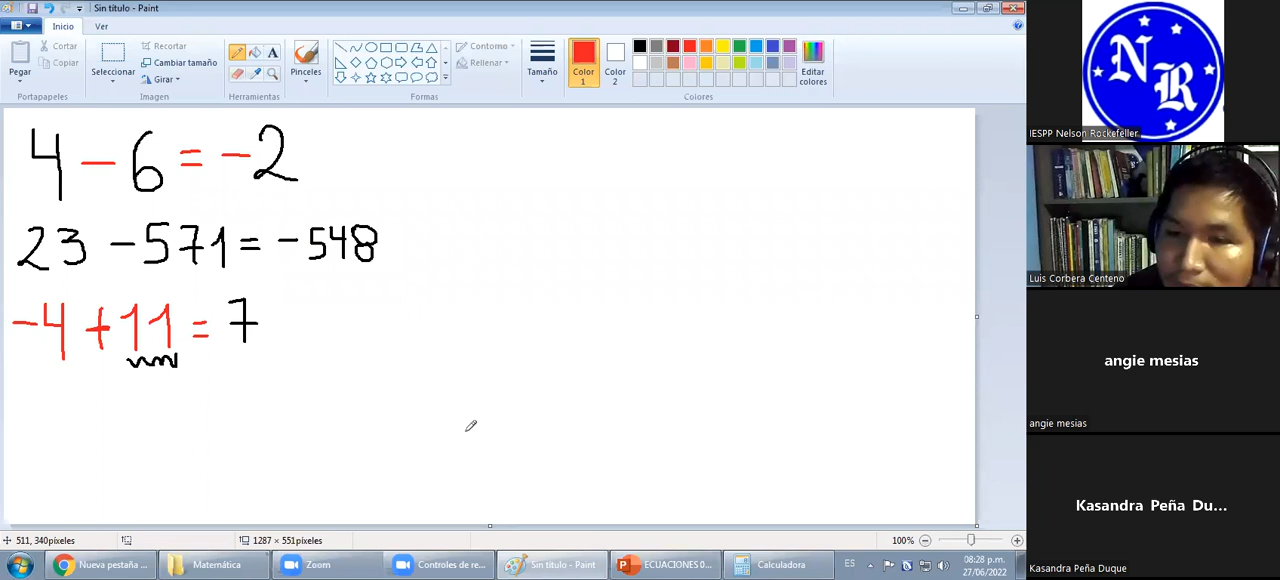 Sin título - Paint
Inicio
Ver
Pegar
Cortar
Copiar
Portapapeles
Seleccionar
Recortar
Cambiar tamaño
Girar
Imagen
A
Herramientas
Pinceles
Contorno
Rellenar
Formas
Tamaño
Color 1
Color 2
Editar colores
Colores
4 - 6 = -2
23 - 571 = -548
-4 + 11 = 7
511, 340píxeles
1287 × 551píxeles
100%
Nueva pestaña ...
Matemática
Zoom
Controles de re...
Sin título - Paint
ECUACIONES 0...
Calculadora
ES
08:28 p.m.
27/06/2022
NR
IESPP Nelson Rockefeller
Luis Corbera Centeno
angie mesias
angie mesias
Kasandra Peña Du...
Kasandra Peña Duque